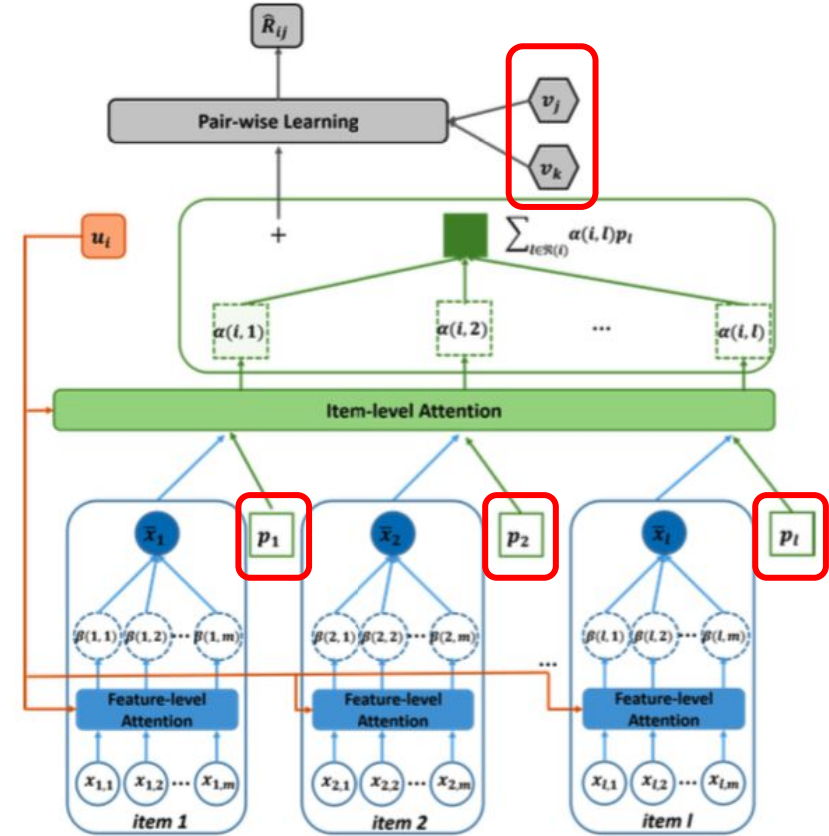 R̂ᵢⱼ
vⱼ
Pair-wise Learning
vₖ
uᵢ
+
∑_{l∈ℜ(i)} α(i, l)pₗ
α(i, 1)
α(i, 2)
...
α(i, l)
Item-level Attention
x̅₁
p₁
x̅₂
p₂
x̅ₗ
pₗ
β(1, 1) β(1, 2) ... β(1, m)
β(2, 1) β(2, 2) ... β(2, m)
...
β(l, 1) β(l, 2) ... β(l, m)
Feature-level
Attention
Feature-level
Attention
Feature-level
Attention
x₁,₁ x₁,₂ ... x₁,ₘ
x₂,₁ x₂,₂ ... x₂,ₘ
xₗ,₁ xₗ,₂ ... xₗ,ₘ
item 1
item 2
item l